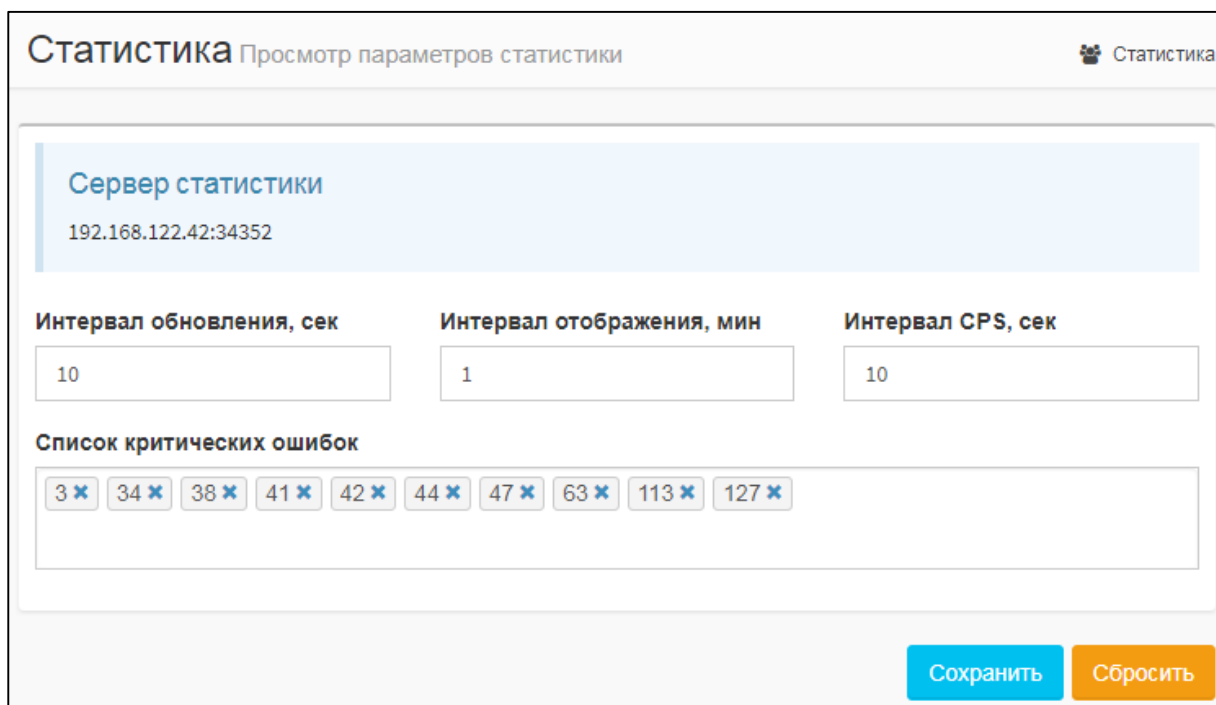 Статистика Просмотр параметров статистики Статистика
Сервер статистики
192.168.122.42:34352
Интервал обновления, сек Интервал отображения, мин Интервал CPS, сек
10 1 10
Список критических ошибок
3 34 38 41 42 44 47 63 113 127
Сохранить Сбросить